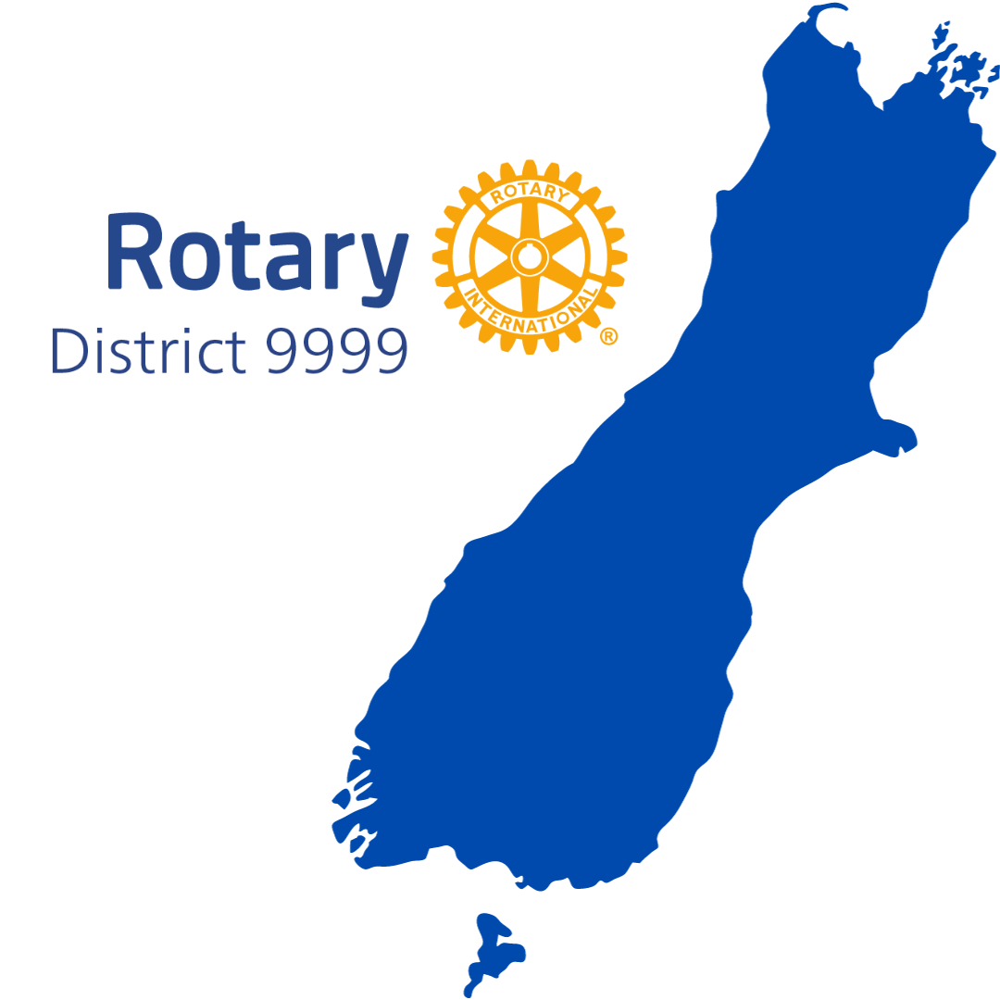 Rotary
District 9999
ROTARY
INTERNATIONAL
®